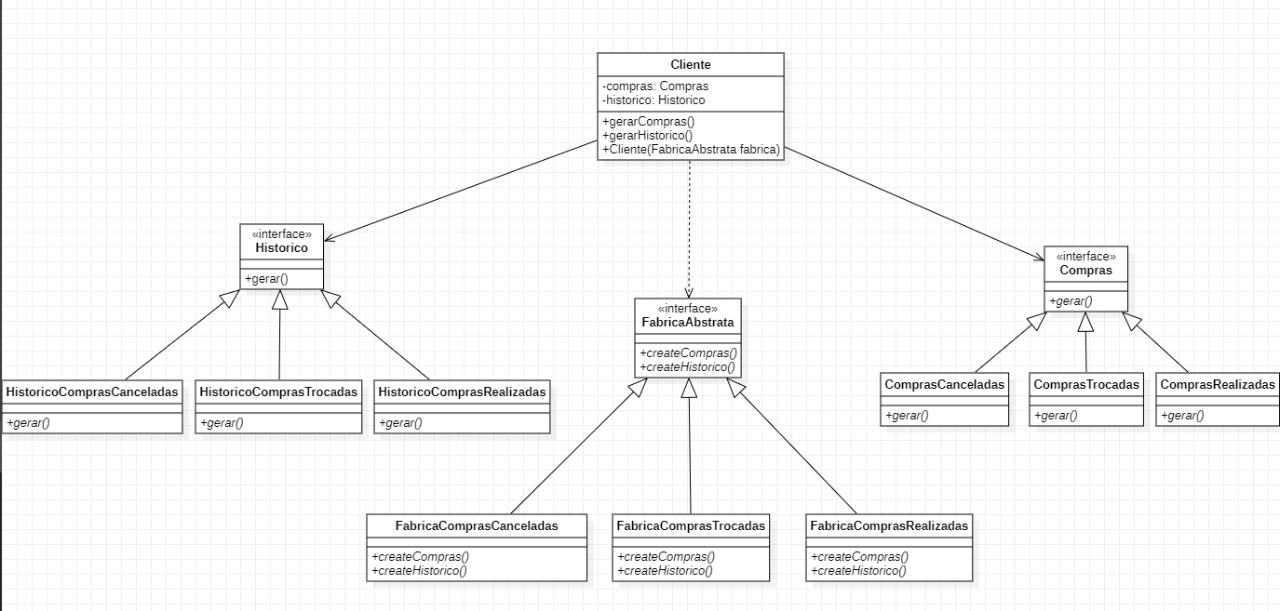 Cliente
-compras: Compras
-historico: Historico
+gerarCompras()
+gerarHistorico()
+Cliente(FabricaAbstrata fabrica)
«interface»
Historico
+gerar()
«interface»
Compras
+gerar()
«interface»
FabricaAbstrata
+createCompras()
+createHistorico()
HistoricoComprasCanceladas
+gerar()
HistoricoComprasTrocadas
+gerar()
HistoricoComprasRealizadas
+gerar()
ComprasCanceladas
+gerar()
ComprasTrocadas
+gerar()
ComprasRealizadas
+gerar()
FabricaComprasCanceladas
+createCompras()
+createHistorico()
FabricaComprasTrocadas
+createCompras()
+createHistorico()
FabricaComprasRealizadas
+createCompras()
+createHistorico()